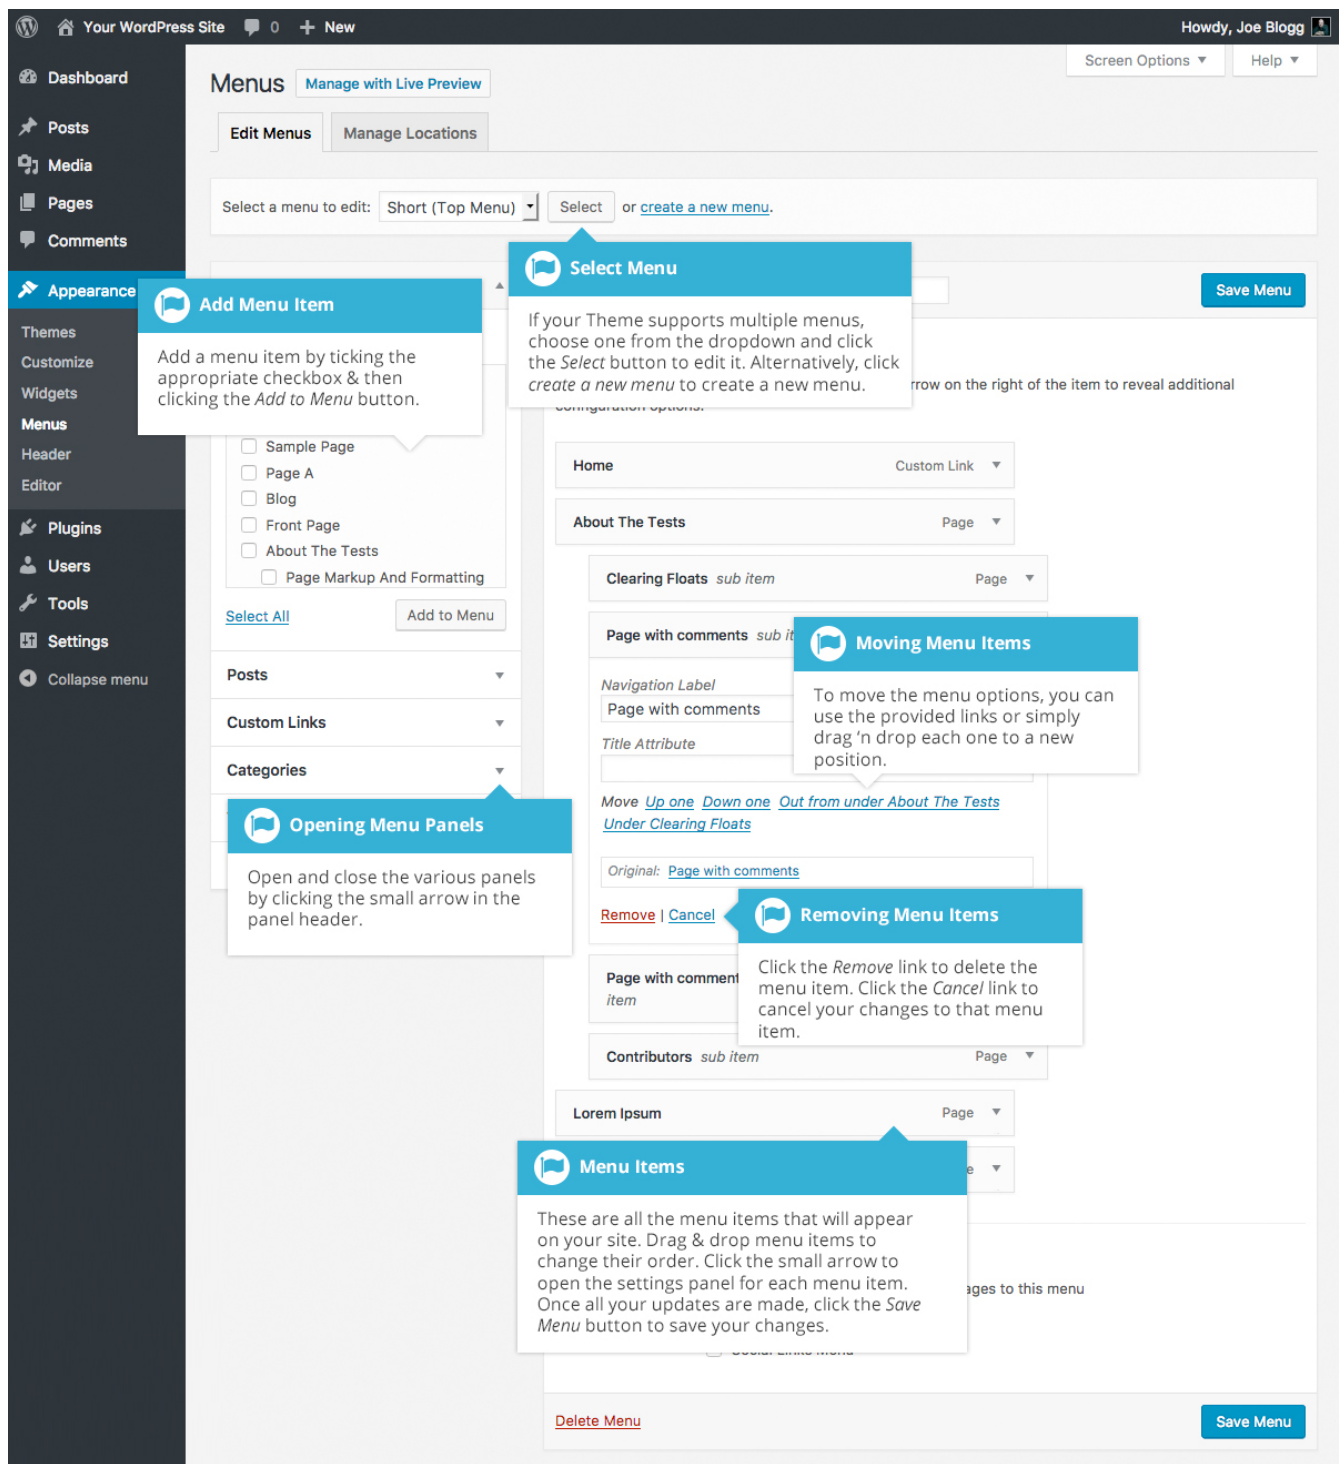 Your WordPress Site 0 New Howdy, Joe Blogg
Screen Options Help
Dashboard
Posts
Media
Pages
Comments
Appearance
Themes
Customize
Widgets
Menus
Header
Editor
Plugins
Users
Tools
Settings
Collapse menu
Menus Manage with Live Preview
Edit Menus Manage Locations
Select a menu to edit: Short (Top Menu) Select or create a new menu.
Select Menu
If your Theme supports multiple menus,
choose one from the dropdown and click
the Select button to edit it. Alternatively, click
create a new menu to create a new menu.
Add Menu Item
Add a menu item by ticking the
appropriate checkbox & then
clicking the Add to Menu button.
Sample Page
Page A
Blog
Front Page
About The Tests
Page Markup And Formatting
Select All Add to Menu
Posts
Custom Links
Categories
Opening Menu Panels
Open and close the various panels
by clicking the small arrow in the
panel header.
Save Menu
on the right of the item to reveal additional
configuration options.
Home Custom Link
About The Tests Page
Clearing Floats sub item Page
Page with comments sub
Moving Menu Items
To move the menu options, you can
use the provided links or simply
drag ‘n drop each one to a new
position.
Navigation Label
Page with comments
Title Attribute
Move Up one Down one Out from under About The Tests
Under Clearing Floats
Original: Page with comments
Remove | Cancel
Removing Menu Items
Click the Remove link to delete the
menu item. Click the Cancel link to
cancel your changes to that menu
item.
Page with comment
item
Contributors sub item Page
Lorem Ipsum Page
Menu Items
These are all the menu items that will appear
on your site. Drag & drop menu items to
change their order. Click the small arrow to
open the settings panel for each menu item.
Once all your updates are made, click the Save
Menu button to save your changes.
to this menu
Social Links Menu
Delete Menu Save Menu